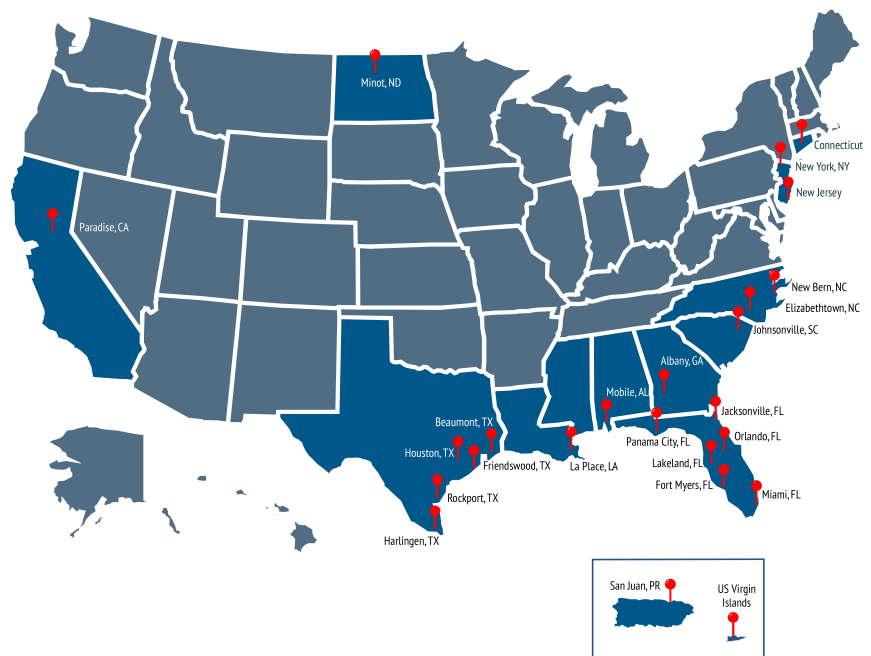 Minot, ND
Connecticut
New York, NY
New Jersey
Paradise, CA
New Bern, NC
Elizabethtown, NC
Johnsonville, SC
Albany, GA
Mobile, AL
Jacksonville, FL
Beaumont, TX
Orlando, FL
Panama City, FL
Houston, TX
Friendswood, TX
La Place, LA
Lakeland, FL
Fort Myers, FL
Miami, FL
Rockport, TX
Harlingen, TX
San Juan, PR
US Virgin
Islands